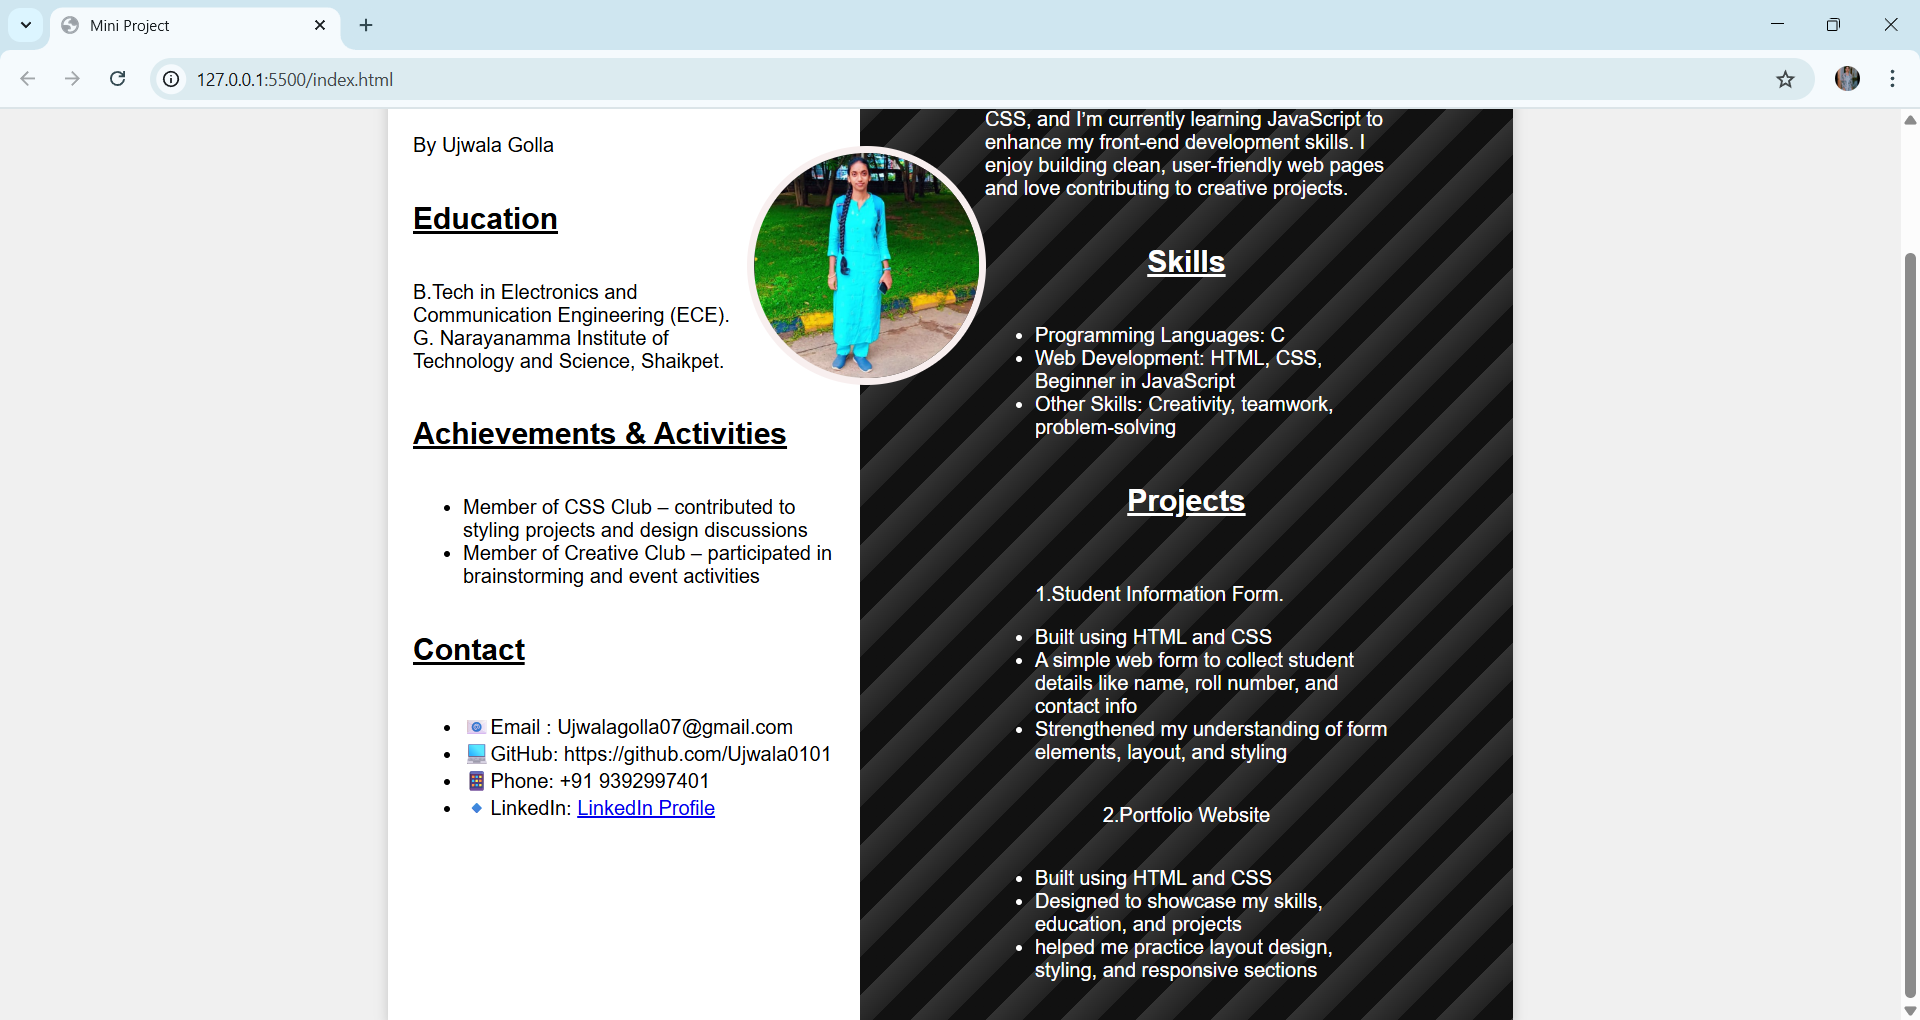 Mini Project
127.0.0.1:5500/index.html
By Ujwala Golla
Education
B.Tech in Electronics and
Communication Engineering (ECE).
G. Narayanamma Institute of
Technology and Science, Shaikpet.
Achievements & Activities
Member of CSS Club – contributed to
styling projects and design discussions
Member of Creative Club – participated in
brainstorming and event activities
Contact
Email : Ujwalagolla07@gmail.com
GitHub: https://github.com/Ujwala0101
Phone: +91 9392997401
LinkedIn: LinkedIn Profile
CSS, and I’m currently learning JavaScript to
enhance my front-end development skills. I
enjoy building clean, user-friendly web pages
and love contributing to creative projects.
Skills
Programming Languages: C
Web Development: HTML, CSS,
Beginner in JavaScript
Other Skills: Creativity, teamwork,
problem-solving
Projects
1.Student Information Form.
Built using HTML and CSS
A simple web form to collect student
details like name, roll number, and
contact info
Strengthened my understanding of form
elements, layout, and styling
2.Portfolio Website
Built using HTML and CSS
Designed to showcase my skills,
education, and projects
helped me practice layout design,
styling, and responsive sections